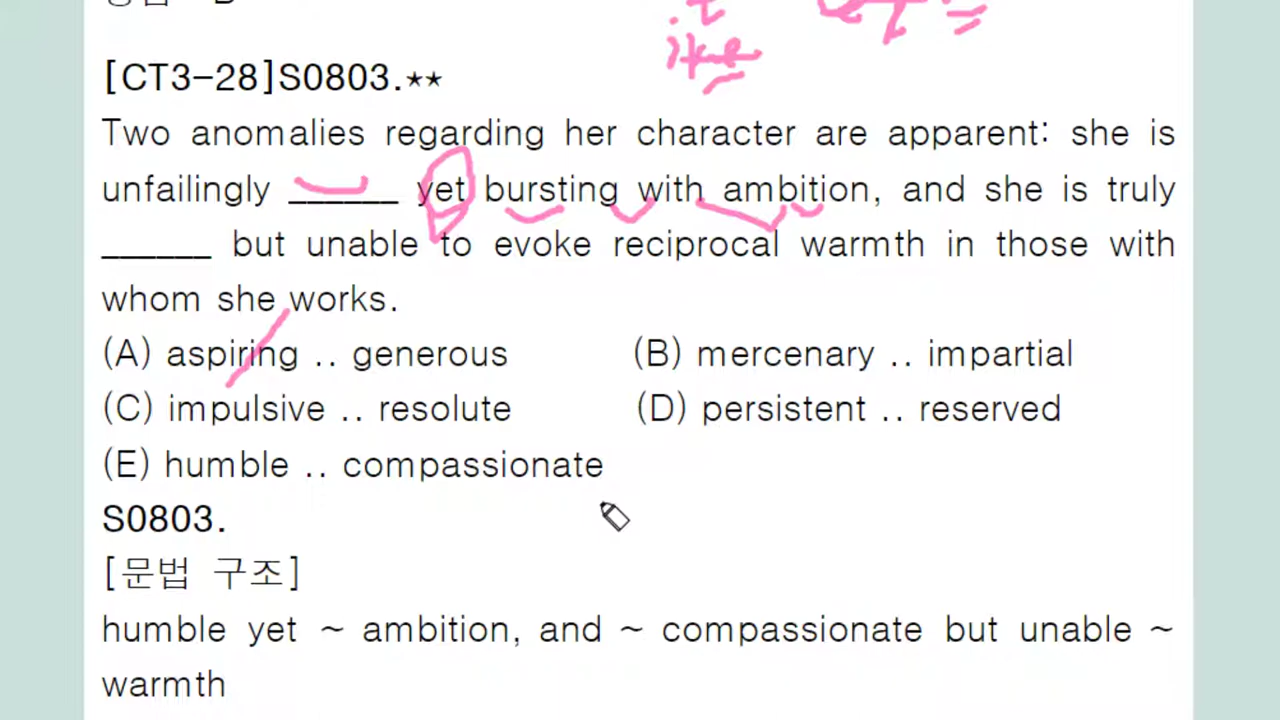 [CT3-28]S0803.★★
Two anomalies regarding her character are apparent: she is
unfailingly ______ yet bursting with ambition, and she is truly
______ but unable to evoke reciprocal warmth in those with
whom she works.
(A) aspiring .. generous (B) mercenary .. impartial
(C) impulsive .. resolute (D) persistent .. reserved
(E) humble .. compassionate
S0803.
[문법 구조]
humble yet ~ ambition, and ~ compassionate but unable ~
warmth